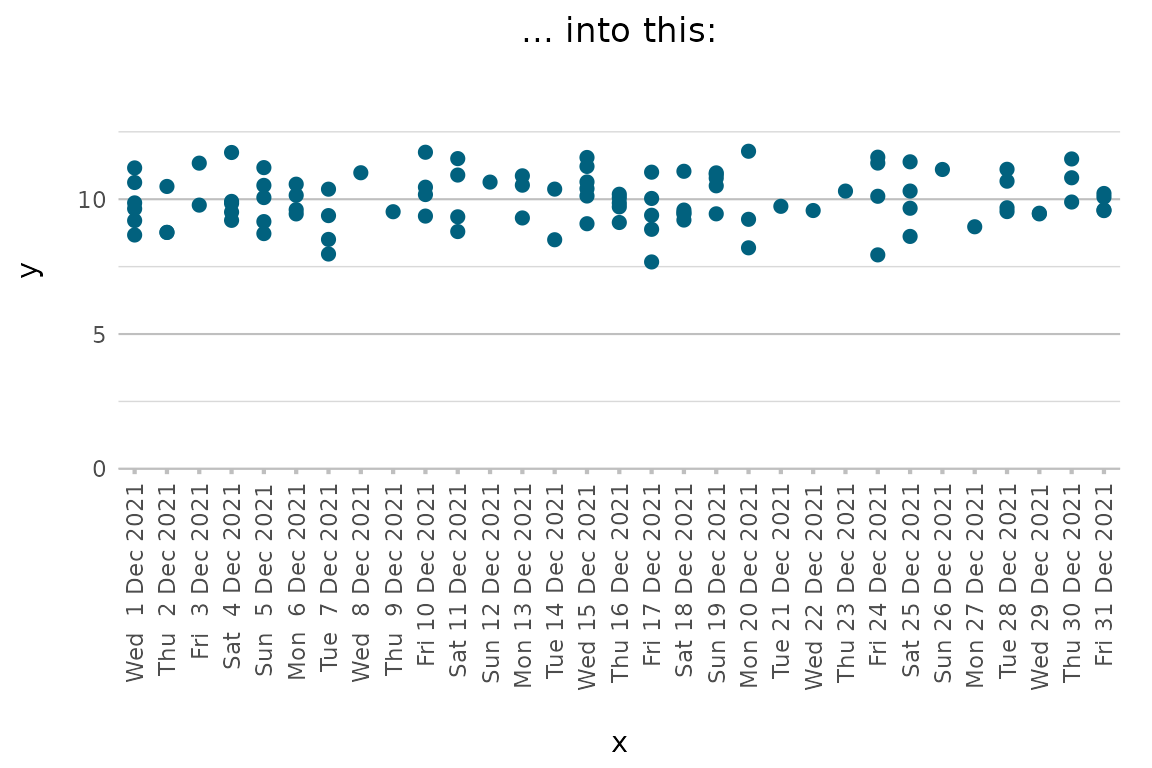 ... into this:
y
10
5
0
Wed  1 Dec 2021
Thu  2 Dec 2021
Fri  3 Dec 2021
Sat  4 Dec 2021
Sun  5 Dec 2021
Mon  6 Dec 2021
Tue  7 Dec 2021
Wed  8 Dec 2021
Thu  9 Dec 2021
Fri 10 Dec 2021
Sat 11 Dec 2021
Sun 12 Dec 2021
Mon 13 Dec 2021
Tue 14 Dec 2021
Wed 15 Dec 2021
Thu 16 Dec 2021
Fri 17 Dec 2021
Sat 18 Dec 2021
Sun 19 Dec 2021
Mon 20 Dec 2021
Tue 21 Dec 2021
Wed 22 Dec 2021
Thu 23 Dec 2021
Fri 24 Dec 2021
Sat 25 Dec 2021
Sun 26 Dec 2021
Mon 27 Dec 2021
Tue 28 Dec 2021
Wed 29 Dec 2021
Thu 30 Dec 2021
Fri 31 Dec 2021
x